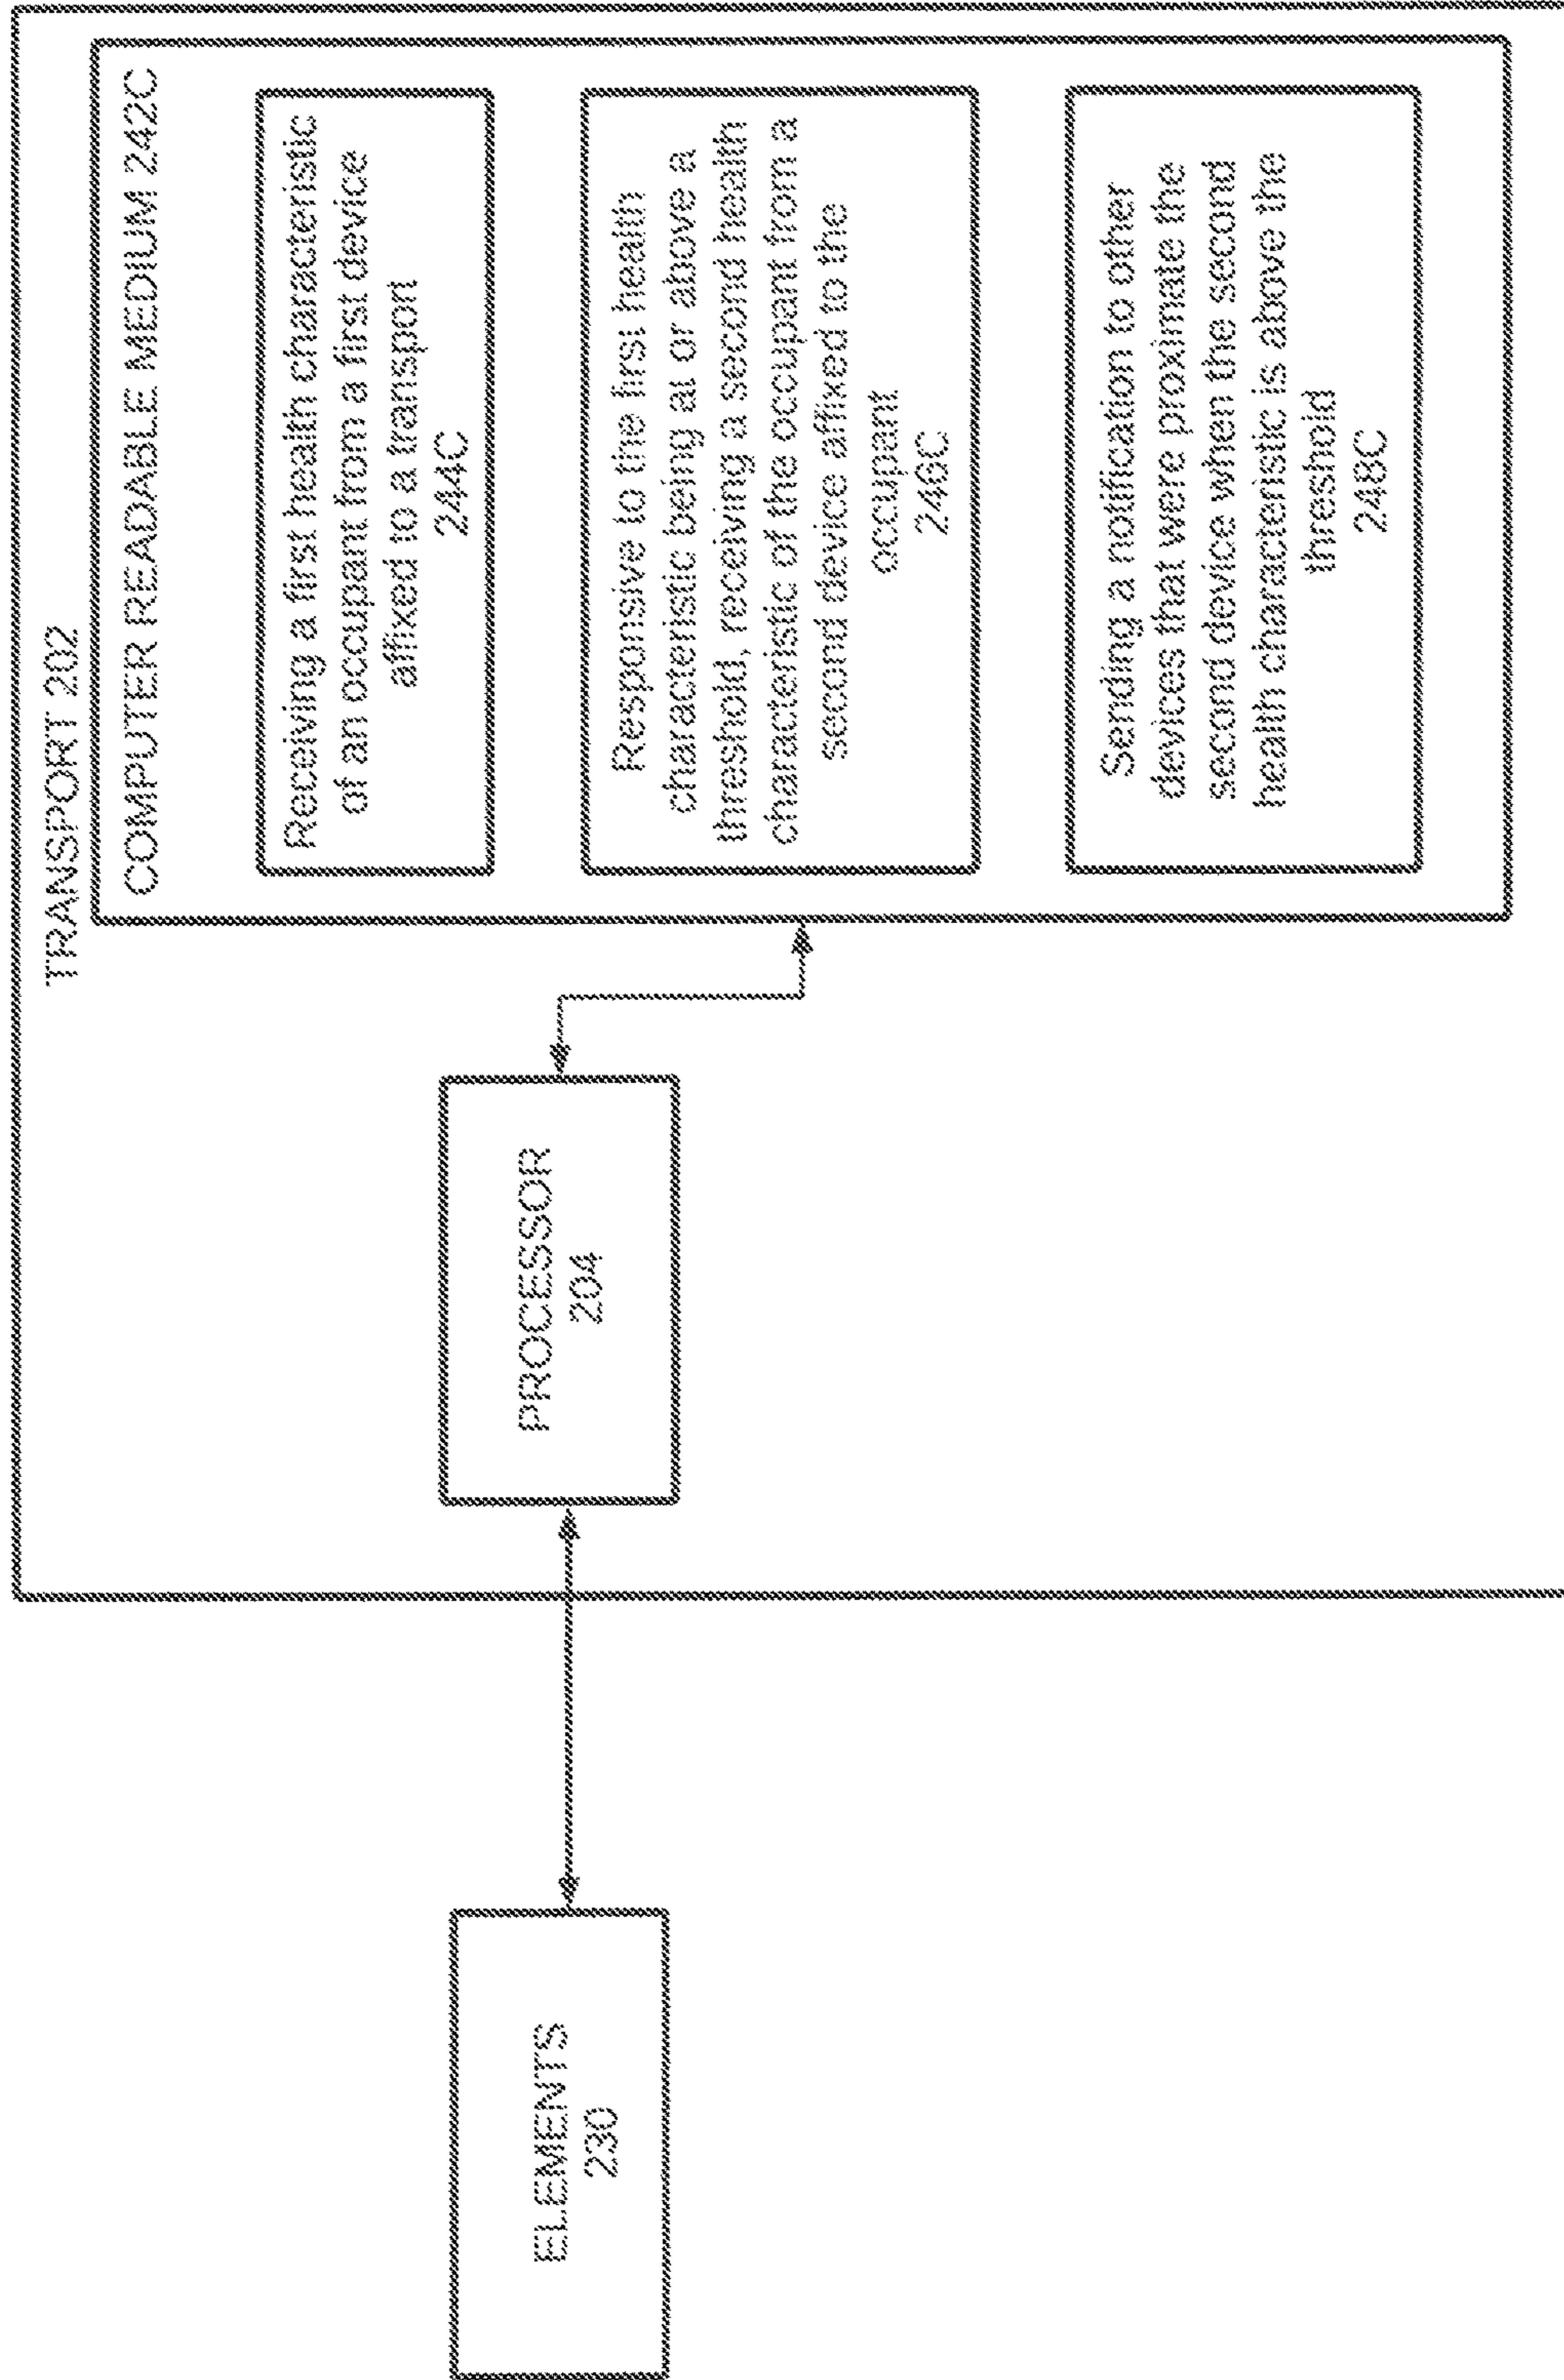 TRANSPORT 202
COMPUTER READABLE MEDIUM 242C
Receiving a first health characteristic
of an occupant from a first device
affixed to a transport
244C
Responsive to the first health
characteristic being at or above a
threshold, receiving a second health
characteristic of the occupant from a
second device affixed to the
occupant
246C
Sending a notification to other
devices that were proximate the
second device when the second
health characteristic is above the
threshold
248C
PROCESSOR
204
ELEMENTS
230